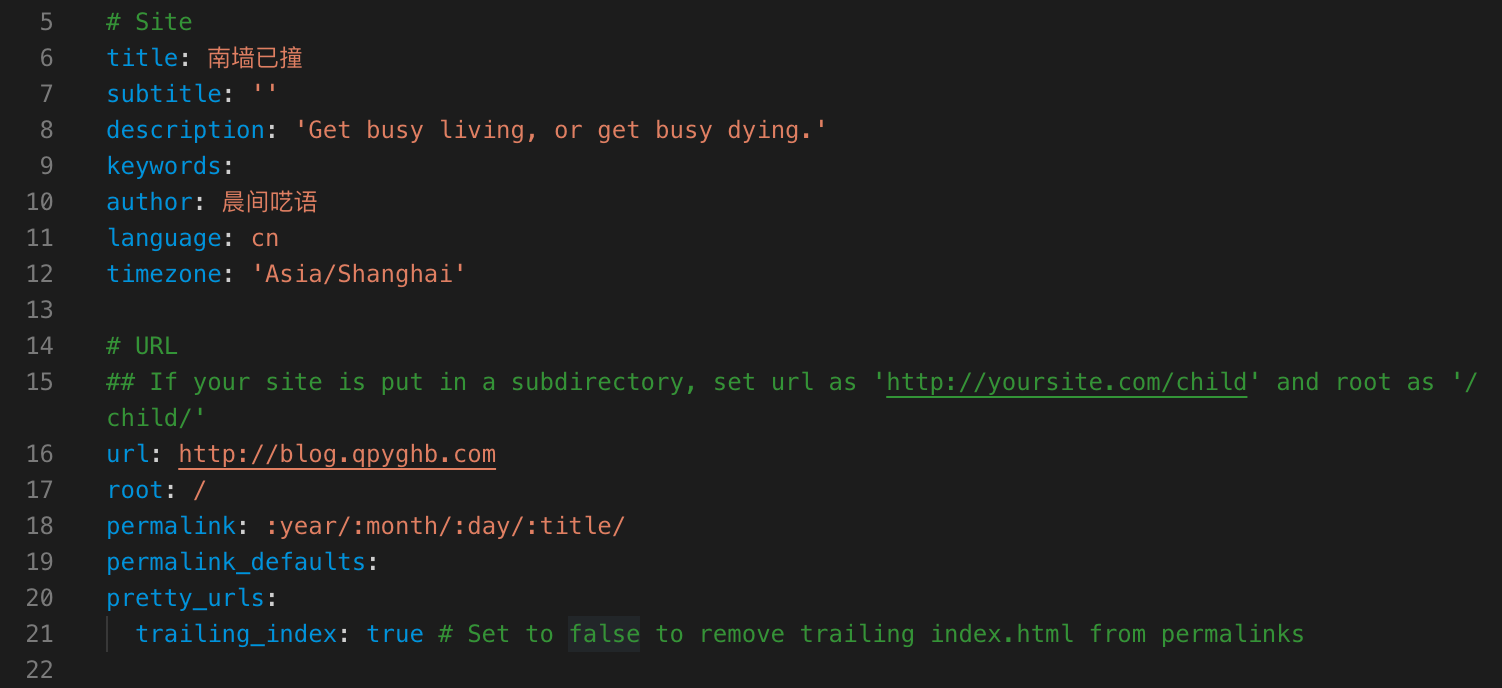 5 # Site
6 title: 南墙已撞
7 subtitle: ''
8 description: 'Get busy living, or get busy dying.'
9 keywords:
10 author: 晨间呓语
11 language: cn
12 timezone: 'Asia/Shanghai'
13
14 # URL
15 ## If your site is put in a subdirectory, set url as 'http://yoursite.com/child' and root as '/
child/'
16 url: http://blog.qpyghb.com
17 root: /
18 permalink: :year/:month/:day/:title/
19 permalink_defaults:
20 pretty_urls:
21 trailing_index: true # Set to false to remove trailing index.html from permalinks
22